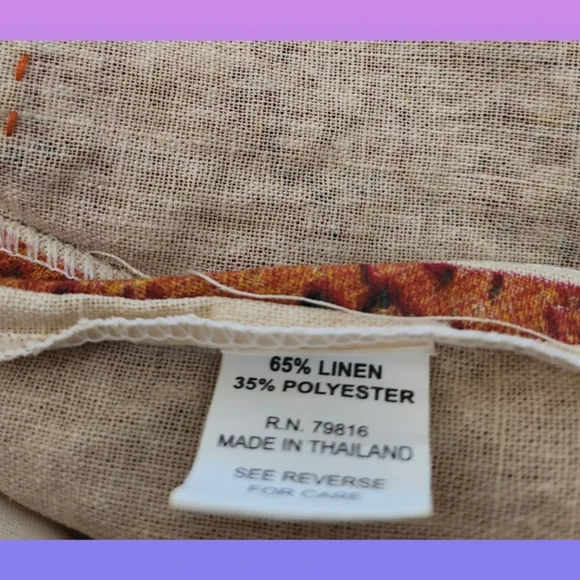 65% LINEN
35% POLYESTER
R.N. 79816
MADE IN THAILAND
SEE REVERSE
FOR CARE